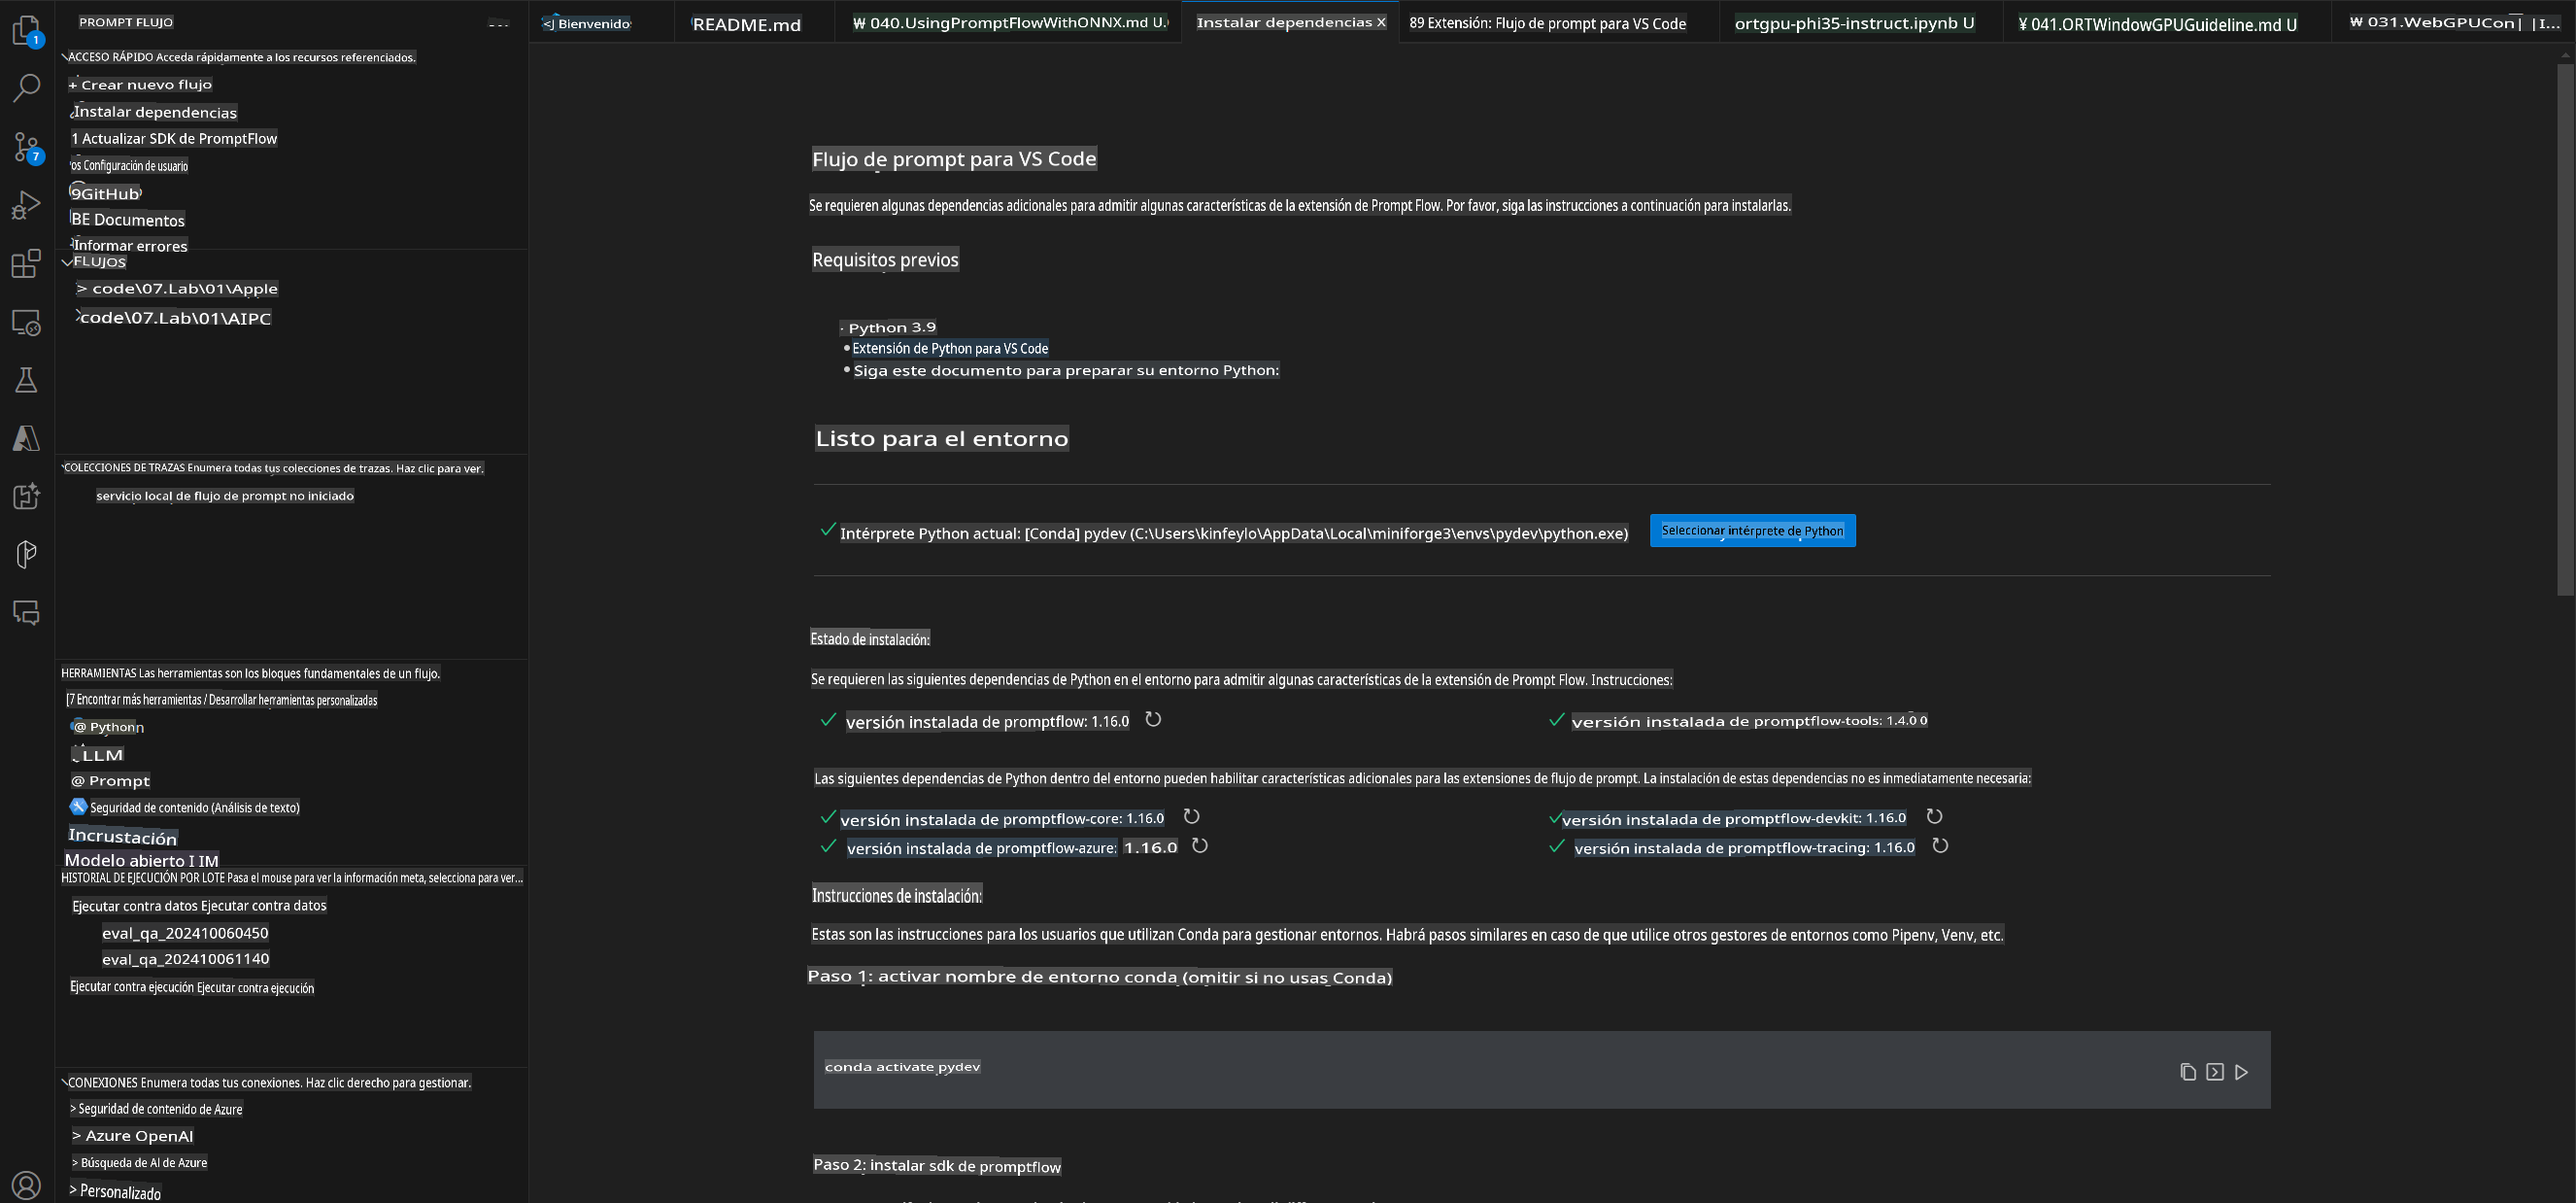 PROMPT FLUJO
ACCESO RÁPIDO Acceda rápidamente a los recursos referenciados.
+ Crear nuevo flujo
Instalar dependencias
1 Actualizar SDK de PromptFlow
os Configuración de usuario
9GitHub
BE Documentos
Informar errores
FLUJOS
> code\07.Lab\01\Apple
code\07.Lab\01\AIPC
COLECCIONES DE TRAZAS Enumera todas tus colecciones de trazas. Haz clic para ver.
servicio local de flujo de prompt no iniciado
HERRAMIENTAS Las herramientas son los bloques fundamentales de un flujo.
[7 Encontrar más herramientas / Desarrollar herramientas personalizadas
@ Python
LLM
@ Prompt
Seguridad de contenido (Análisis de texto)
Incrustación
Modelo abierto I IM
HISTORIAL DE EJECUCIÓN POR LOTE Pasa el mouse para ver la información meta, selecciona para ver...
Ejecutar contra datos Ejecutar contra datos
eval_qa_202410060450
eval_qa_202410061140
Ejecutar contra ejecución Ejecutar contra ejecución
CONEXIONES Enumera todas tus conexiones. Haz clic derecho para gestionar.
> Seguridad de contenido de Azure
> Azure OpenAI
> Búsqueda de AI de Azure
> Personalizado
Bienvenido
README.md
₩ 040.UsingPromptFlowWithONNX.md U.
Instalar dependencias X
89 Extensión: Flujo de prompt para VS Code
ortgpu-phi35-instruct.ipynb U
¥ 041.ORTWindowGPUGuideline.md U
₩ 031.WebGPUCon
Flujo de prompt para VS Code
Se requieren algunas dependencias adicionales para admitir algunas características de la extensión de Prompt Flow. Por favor, siga las instrucciones a continuación para instalarlas.
Requisitos previos
· Python 3.9
• Extensión de Python para VS Code
• Siga este documento para preparar su entorno Python:
Listo para el entorno
Intérprete Python actual: [Conda] pydev (C:\Users\kinfeylo\AppData\Local\miniforge3\envs\pydev\python.exe)
Seleccionar intérprete de Python
Estado de instalación:
Se requieren las siguientes dependencias de Python en el entorno para admitir algunas características de la extensión de Prompt Flow. Instrucciones:
versión instalada de promptflow: 1.16.0
versión instalada de promptflow-tools: 1.4.0 0
Las siguientes dependencias de Python dentro del entorno pueden habilitar características adicionales para las extensiones de flujo de prompt. La instalación de estas dependencias no es inmediatamente necesaria:
versión instalada de promptflow-core: 1.16.0
versión instalada de promptflow-devkit: 1.16.0
versión instalada de promptflow-azure: 1.16.0
versión instalada de promptflow-tracing: 1.16.0
Instrucciones de instalación:
Estas son las instrucciones para los usuarios que utilizan Conda para gestionar entornos. Habrá pasos similares en caso de que utilice otros gestores de entornos como Pipenv, Venv, etc.
Paso 1: activar nombre de entorno conda (omitir si no usas Conda)
conda activate pydev
Paso 2: instalar sdk de promptflow